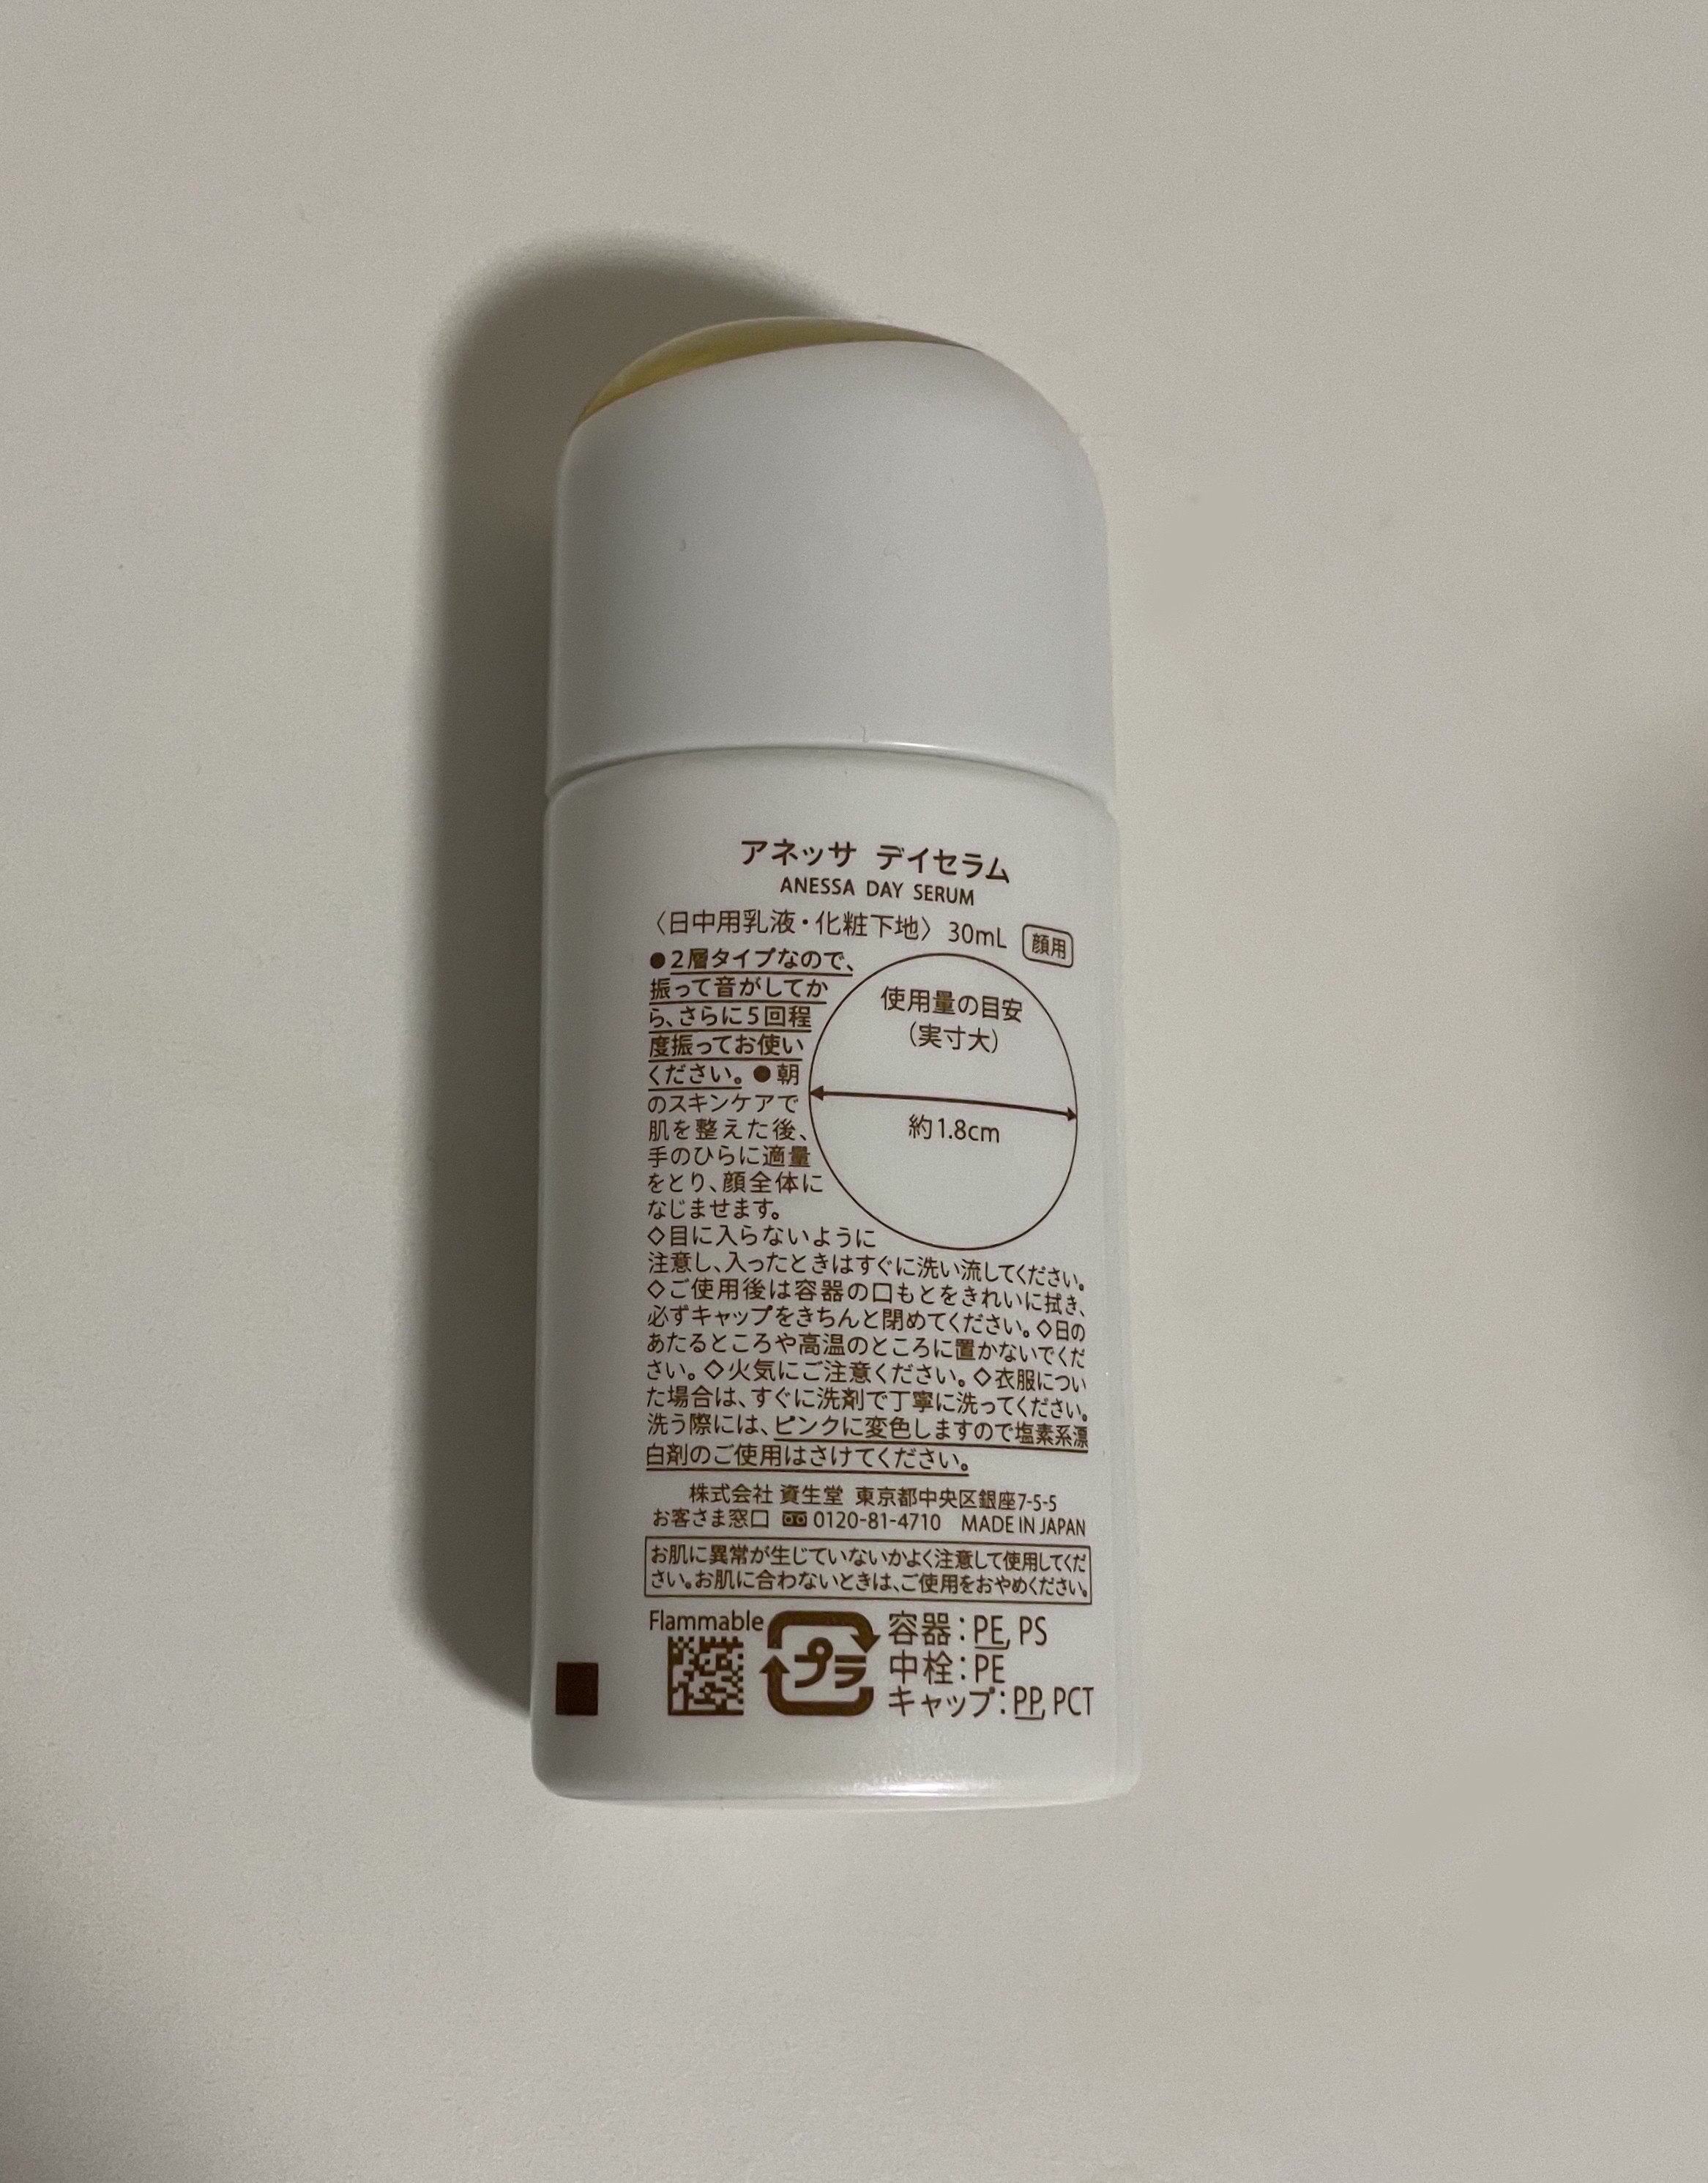 アネッサ デイセラム
ANESSA DAY SERUM
〈日中用乳液・化粧下地〉 30mL 顔用
●2層タイプなので、
振って音がしてか
ら、さらに5回程
度振ってお使い
ください。●朝
のスキンケアで
肌を整えた後、
手のひらに適量
をとり、顔全体に
なじませます。
使用量の目安
(実寸大)
約1.8cm
◇目に入らないように
注意し、入ったときはすぐに洗い流してください。
◇ご使用後は容器の口もとをきれいに拭き、
必ずキャップをきちんと閉めてください。◇日の
あたるところや高温のところに置かないでくだ
さい。◇火気にご注意ください。◇衣服につい
た場合は、すぐに洗剤で丁寧に洗ってください。
洗う際には、ピンクに変色しますので塩素系漂
白剤のご使用はさけてください。
株式会社 資生堂 東京都中央区銀座7-5-5
お客さま窓口 0120-81-4710 MADE IN JAPAN
お肌に異常が生じていないかよく注意して使用してくだ
さい。お肌に合わないときは、ご使用をおやめください。
Flammable
プラ
容器：PE, PS
中栓：PE
キャップ：PP, PCT